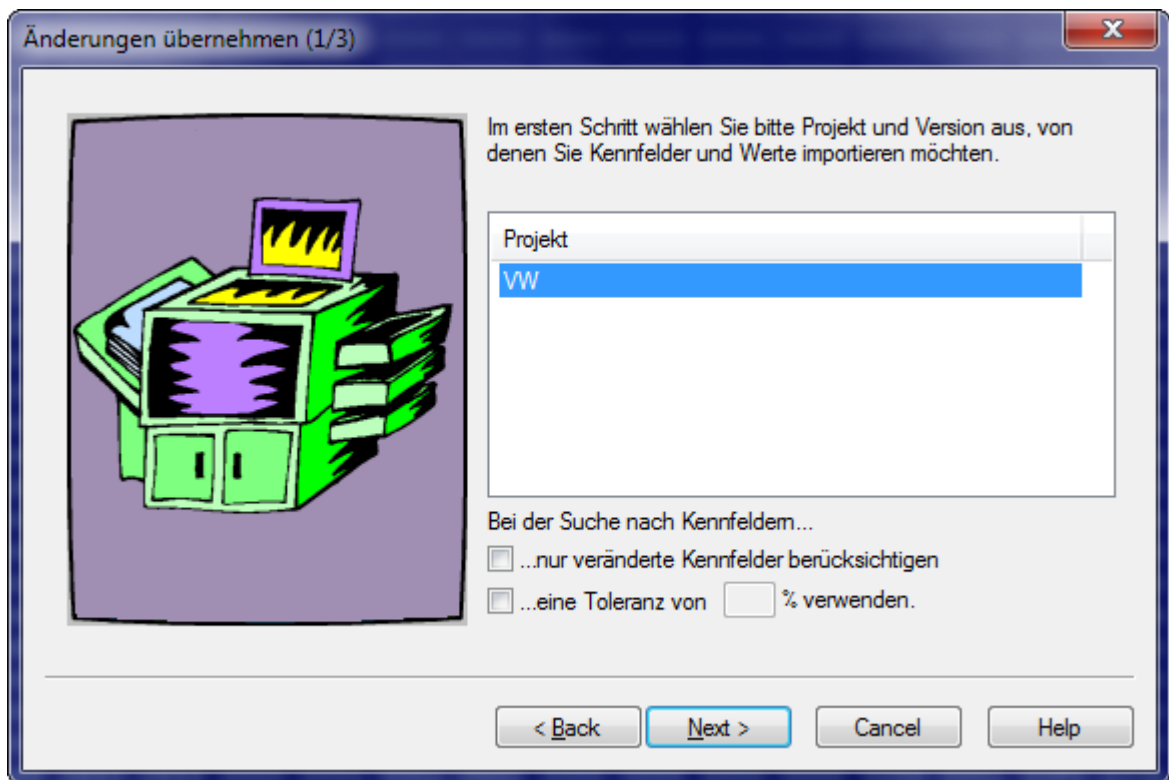 Änderungen übernehmen (1/3)
Im ersten Schritt wählen Sie bitte Projekt und Version aus, von
denen Sie Kennfelder und Werte importieren möchten.
Projekt
VW
Bei der Suche nach Kennfeldern...
...nur veränderte Kennfelder berücksichtigen
...eine Toleranz von % verwenden.
< Back Next > Cancel Help